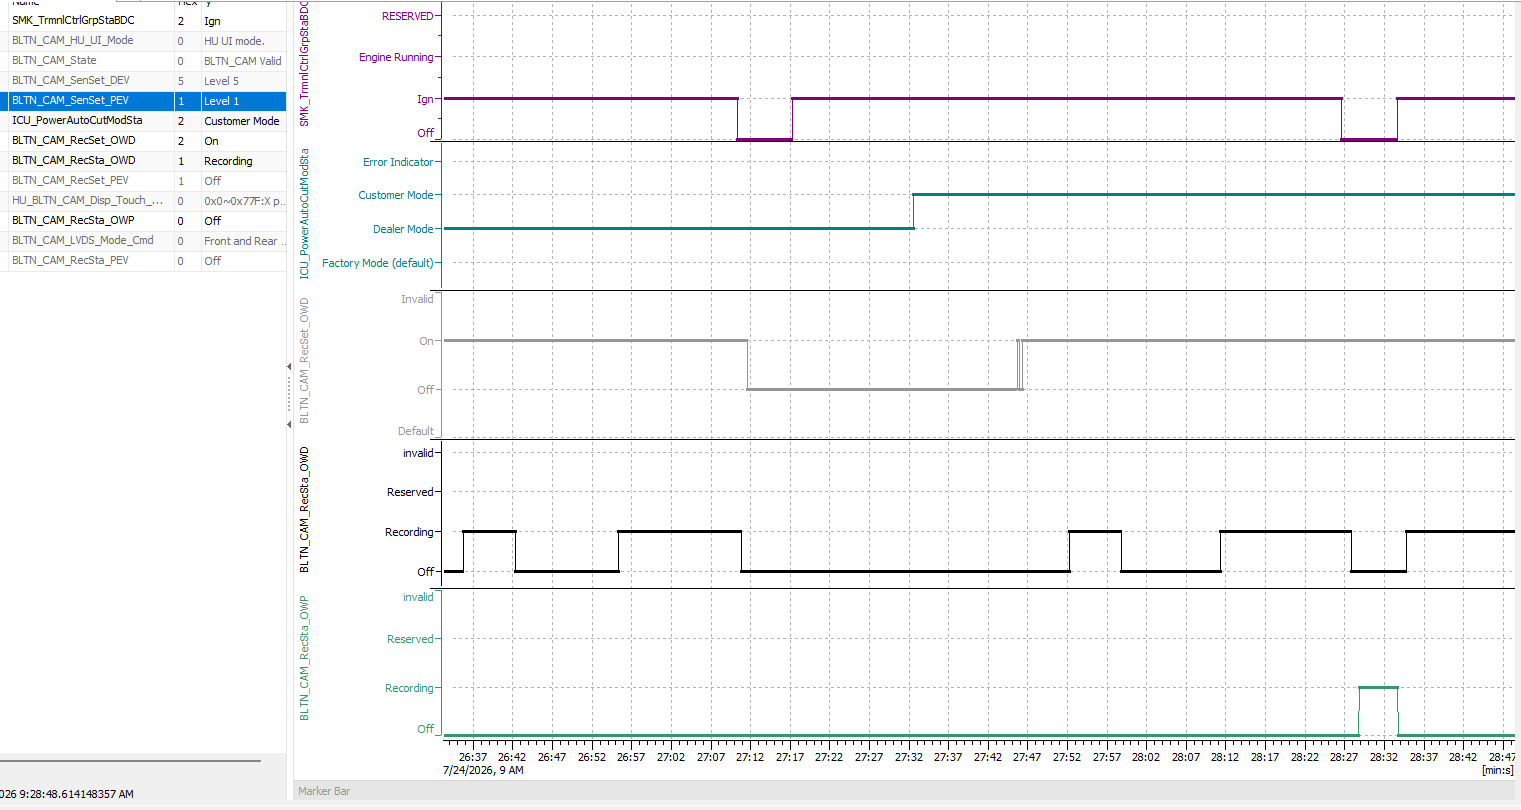 Name Hex y
SMK_TrmnlCtrlGrpStaBDC 2 Ign
BLTN_CAM_HU_UI_Mode 0 HU UI mode.
BLTN_CAM_State 0 BLTN_CAM Valid
BLTN_CAM_SenSet_DEV 5 Level 5
BLTN_CAM_SenSet_PEV 1 Level 1
ICU_PowerAutoCutModSta 2 Customer Mode
BLTN_CAM_RecSet_OWD 2 On
BLTN_CAM_RecSta_OWD 1 Recording
BLTN_CAM_RecSet_PEV 1 Off
HU_BLTN_CAM_Disp_Touch_... 0 0x0~0x77F:X p...
BLTN_CAM_RecSta_OWP 0 Off
BLTN_CAM_LVDS_Mode_Cmd 0 Front and Rear ...
BLTN_CAM_RecSta_PEV 0 Off
026 9:28:48.614148357 AM
SMK_TrmnlCtrlGrpStaBDC
RESERVED
Engine Running
Ign
Off
ICU_PowerAutoCutModSta
Error Indicator
Customer Mode
Dealer Mode
Factory Mode (default)
BLTN_CAM_RecSet_OWD
Invalid
On
Off
Default
BLTN_CAM_RecSta_OWD
invalid
Reserved
Recording
Off
BLTN_CAM_RecSta_OWP
invalid
Reserved
Recording
Off
26:37 26:42 26:47 26:52 26:57 27:02 27:07 27:12 27:17 27:22 27:27 27:32 27:37 27:42 27:47 27:52 27:57 28:02 28:07 28:12 28:17 28:22 28:27 28:32 28:37 28:42 28:47
7/24/2026, 9 AM [min:s]
Marker Bar